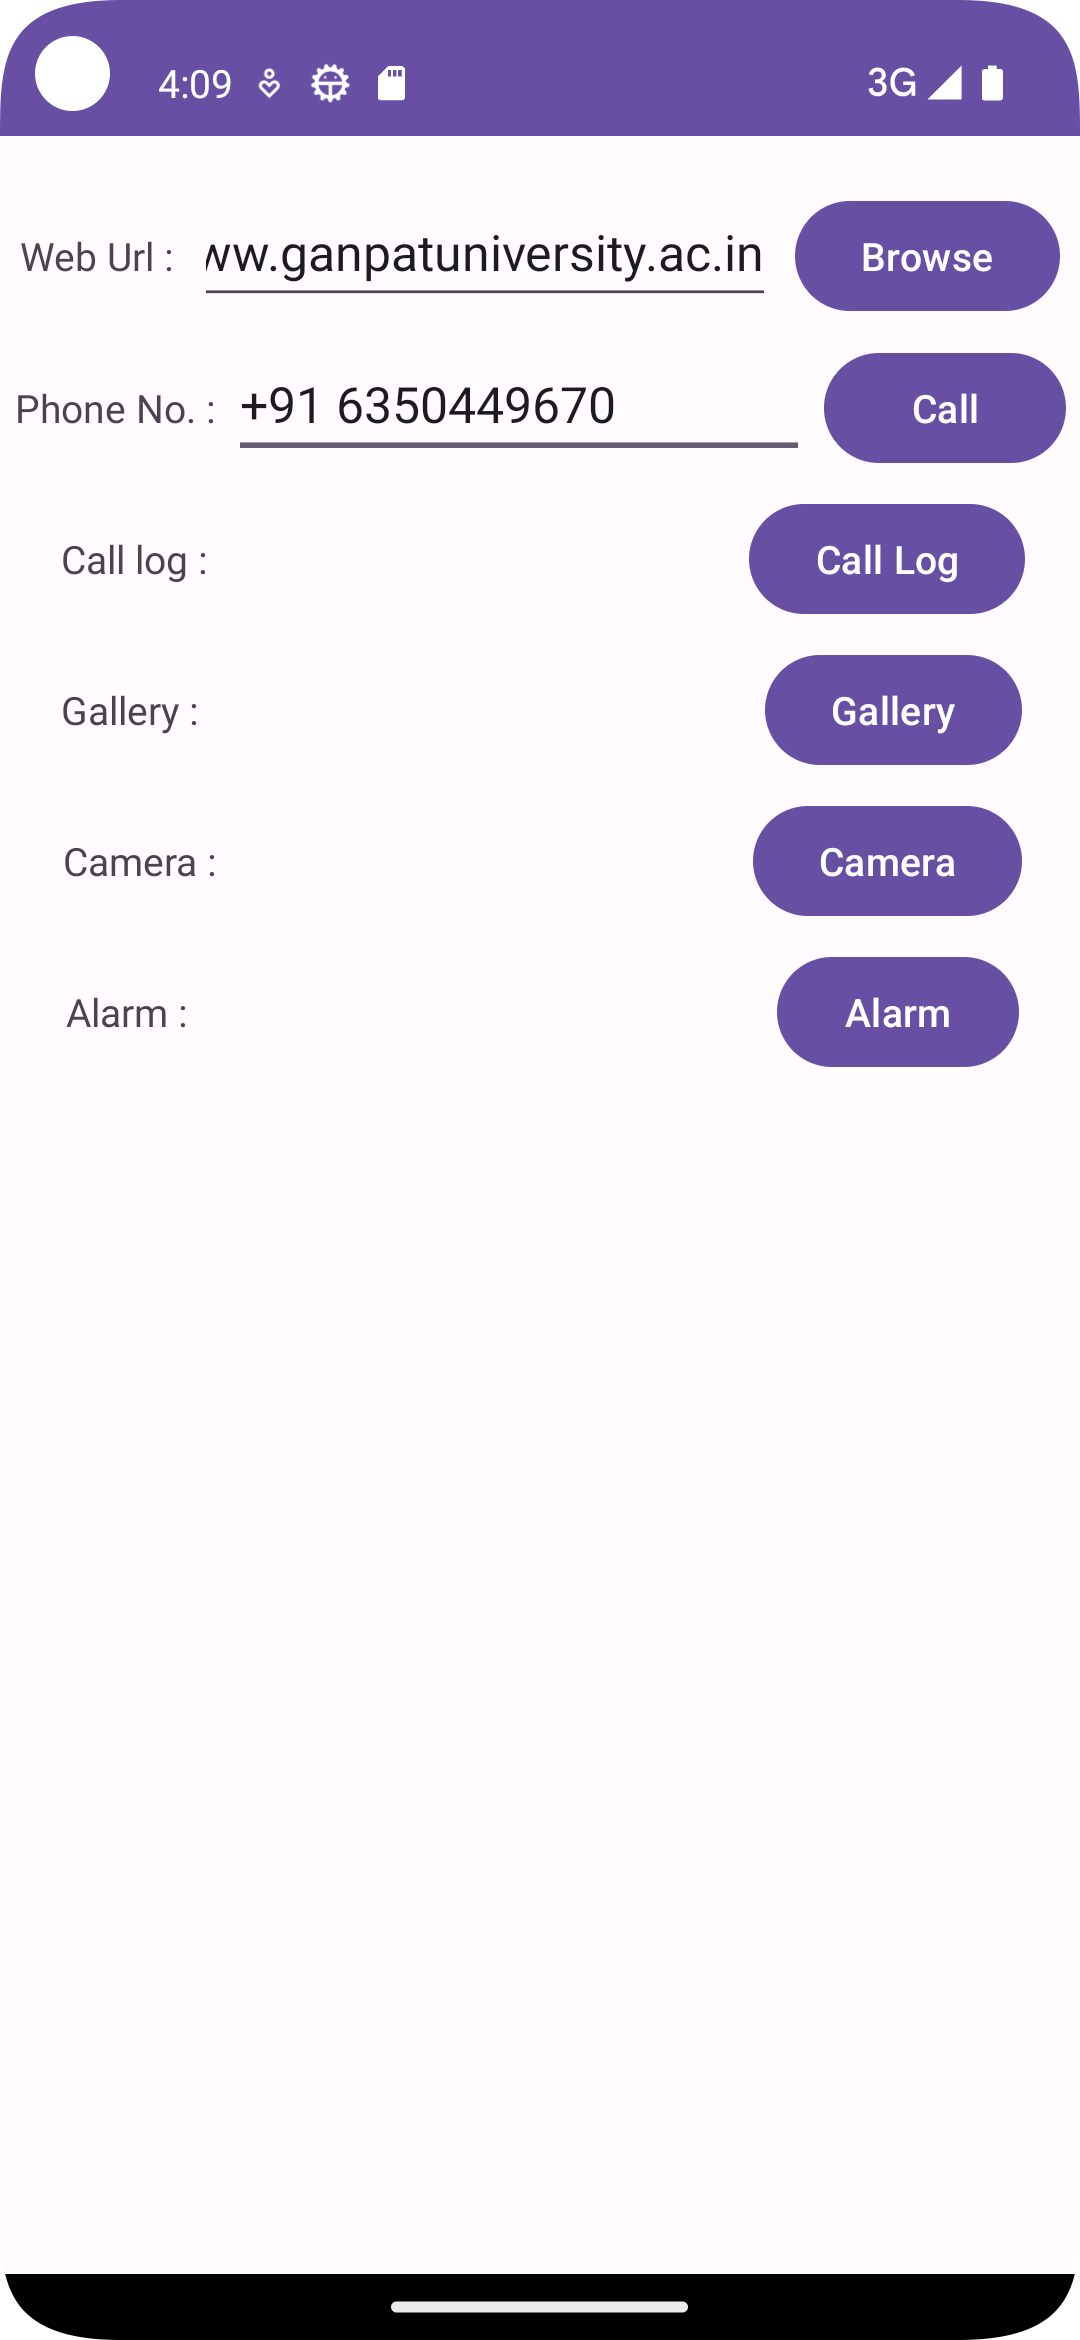 4:09 3G
Web Url : ww.ganpatuniversity.ac.in Browse
Phone No. : +91 6350449670 Call
Call log : Call Log
Gallery : Gallery
Camera : Camera
Alarm : Alarm